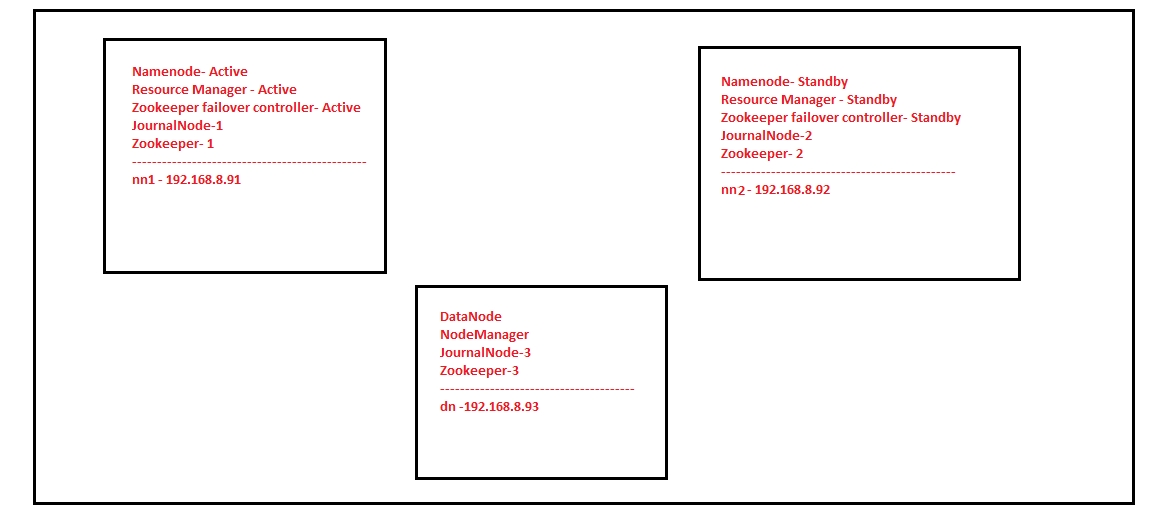 Namenode- Active
Resource Manager - Active
Zookeeper failover controller- Active
JournalNode-1
Zookeeper- 1
-----------------------------------------------
nn1 - 192.168.8.91
Namenode- Standby
Resource Manager - Standby
Zookeeper failover controller- Standby
JournalNode-2
Zookeeper- 2
-----------------------------------------------
nn2 - 192.168.8.92
DataNode
NodeManager
JournalNode-3
Zookeeper-3
---------------------------------------
dn -192.168.8.93